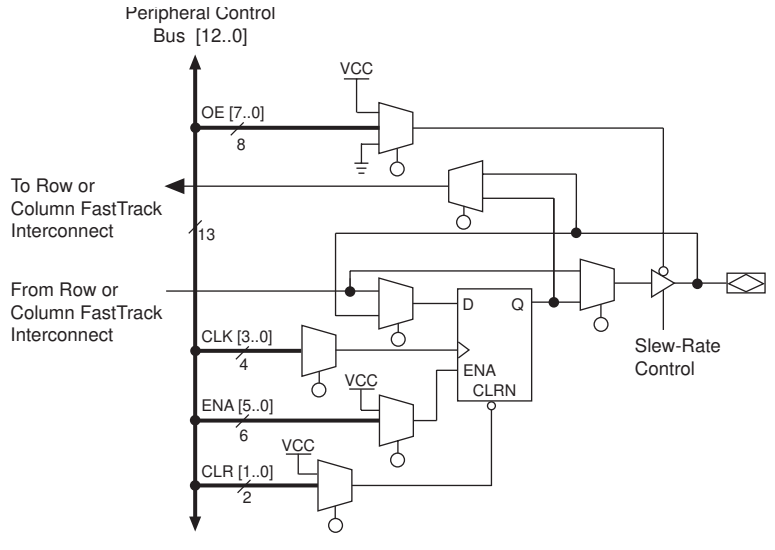 Peripheral Control
Bus [12..0]
VCC
OE [7..0]
8
To Row or
Column FastTrack
Interconnect
13
From Row or
Column FastTrack
Interconnect
D
Q
CLK [3..0]
4
ENA
CLRN
Slew-Rate
Control
VCC
ENA [5..0]
6
VCC
CLR [1..0]
2